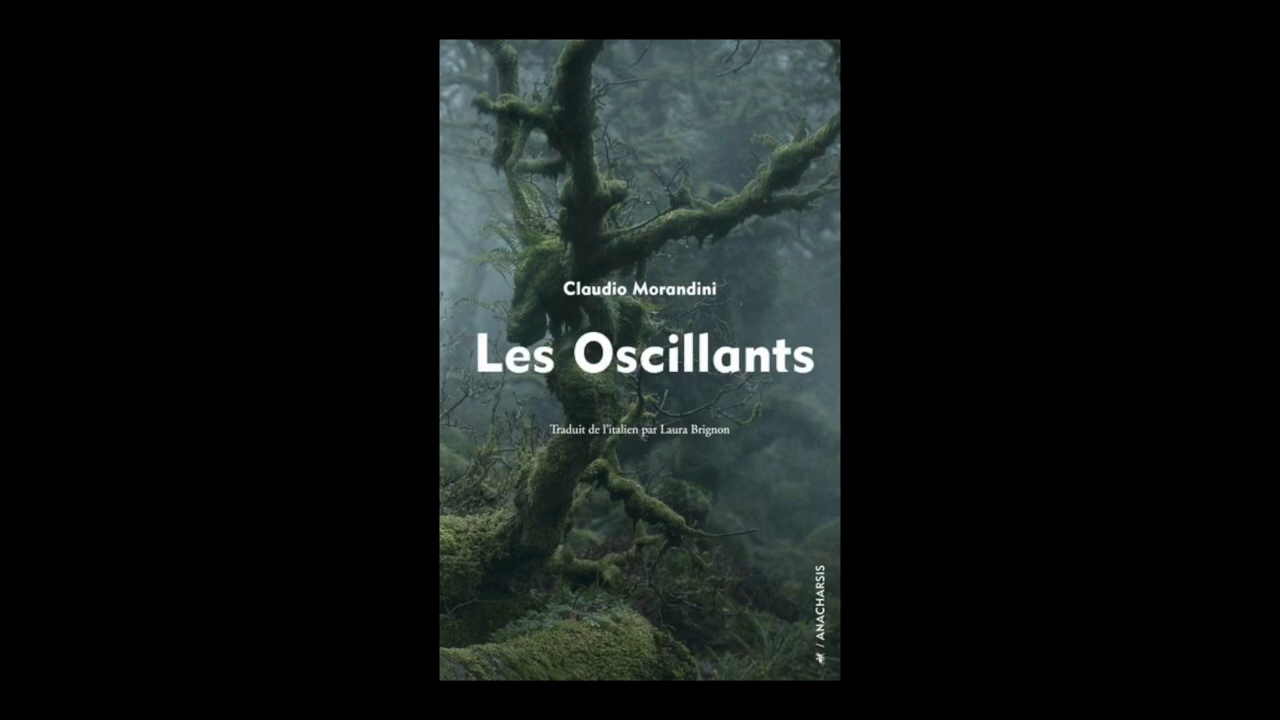 Claudio Morandini
Les Oscillants
Traduit de l'italien par Laura Brignon
/ ANACHARSIS